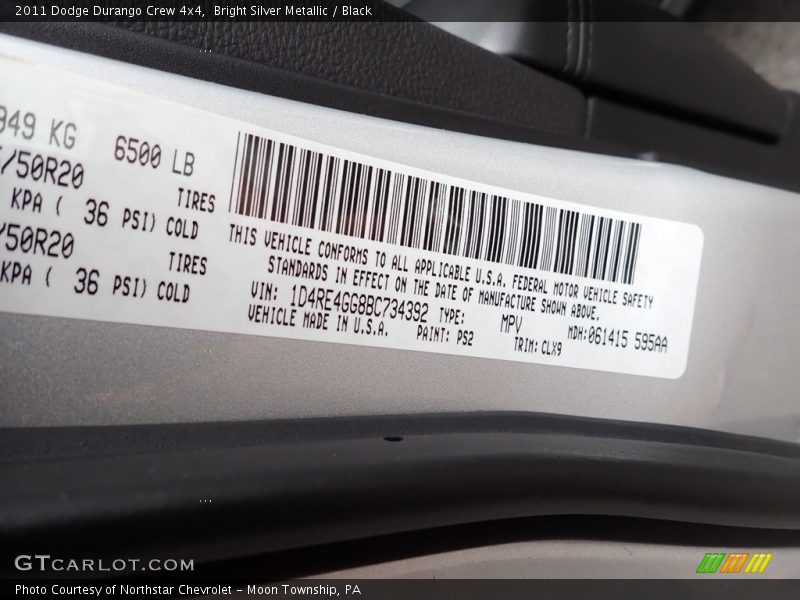 2011 Dodge Durango Crew 4x4, Bright Silver Metallic / Black
949 KG 6500 LB
/50R20 TIRES
KPA ( 36 PSI) COLD
/50R20 TIRES
KPA ( 36 PSI) COLD
THIS VEHICLE CONFORMS TO ALL APPLICABLE U.S.A. FEDERAL MOTOR VEHICLE SAFETY
STANDARDS IN EFFECT ON THE DATE OF MANUFACTURE SHOWN ABOVE.
VIN: 1D4RE4GG8BC734392 TYPE: MPV MDH:061415 595AA
VEHICLE MADE IN U.S.A. PAINT: PS2 TRIM: CLX9
GTCARLOT.COM
Photo Courtesy of Northstar Chevrolet - Moon Township, PA